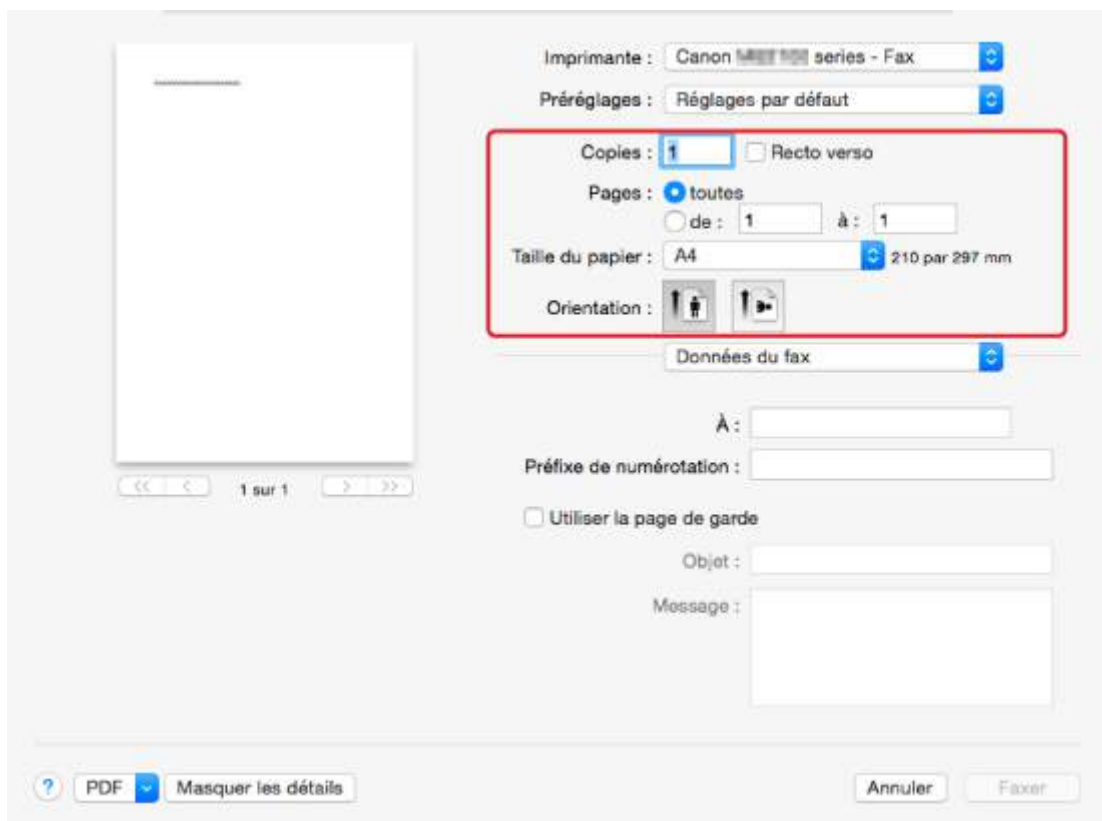 Imprimante : Canon series - Fax
Préréglages : Réglages par défaut
Copies : 1 Recto verso
Pages : toutes
de : 1 à : 1
Taille du papier : A4 210 par 297 mm
Orientation :
Données du fax
À :
Préfixe de numérotation :
<< < 1 sur 1 > >>
Utiliser la page de garde
Objet :
Message :
? PDF Masquer les détails Annuler Faxer